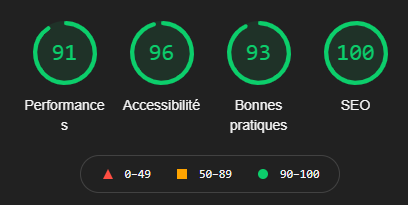 91 96 93 100
Performance Accessibilité Bonnes SEO
s pratiques
0–49 50–89 90–100